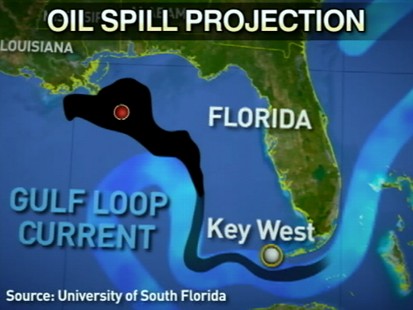 OIL SPILL PROJECTION
LOUISIANA
FLORIDA
GULF LOOP
CURRENT
Key West
Source: University of South Florida